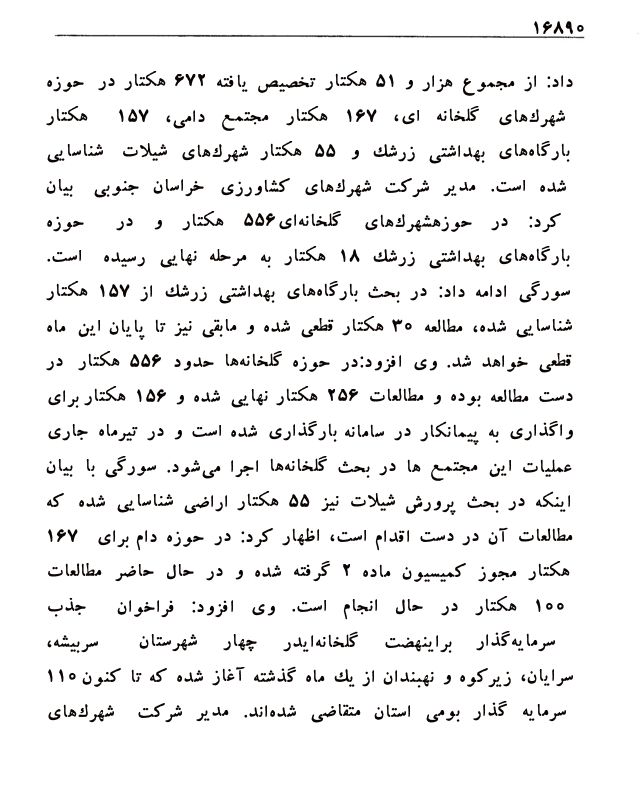 ۱۶۸۹۰
داد: از مجموع هزار و ۵۱ هکتار تخصیص یافته ۶۷۲ هکتار در حوزه
شهرك‌های گلخانه ای، ۱۶۷ هکتار مجتمع دامی، ۱۵۷ هکتار
بارگاه‌های بهداشتی زرشك و ۵۵ هکتار شهرك‌های شیلات شناسایی
شده است. مدیر شرکت شهرك‌های کشاورزی خراسان جنوبی بیان
کرد: در حوزهشهرك‌های گلخانه‌ای۵۵۶ هکتار و در حوزه
بارگاه‌های بهداشتی زرشك ۱۸ هکتار به مرحله نهایی رسیده است.
سورگی ادامه داد: در بحث بارگاه‌های بهداشتی زرشك از ۱۵۷ هکتار
شناسایی شده، مطالعه ۳۰ هکتار قطعی شده و مابقی نیز تا پایان این ماه
قطعی خواهد شد. وی افزود:در حوزه گلخانه‌ها حدود ۵۵۶ هکتار در
دست مطالعه بوده و مطالعات ۲۵۶ هکتار نهایی شده و ۱۵۶ هکتار برای
واگذاری به پیمانکار در سامانه بارگذاری شده است و در تیرماه جاری
عملیات این مجتمع ها در بحث گلخانه‌ها اجرا می‌شود. سورگی با بیان
اینکه در بحث پرورش شیلات نیز ۵۵ هکتار اراضی شناسایی شده که
مطالعات آن در دست اقدام است، اظهار کرد: در حوزه دام برای ۱۶۷
هکتار مجوز کمیسیون ماده ۲ گرفته شده و در حال حاضر مطالعات
۱۰۰ هکتار در حال انجام است. وی افزود: فراخوان جذب
سرمایه‌گذار براینهضت گلخانه‌ایدر چهار شهرستان سربیشه،
سرایان، زیرکوه و نهبندان از یك ماه گذشته آغاز شده که تا کنون ۱۱۰
سرمایه گذار بومی استان متقاضی شده‌اند. مدیر شرکت شهرك‌های